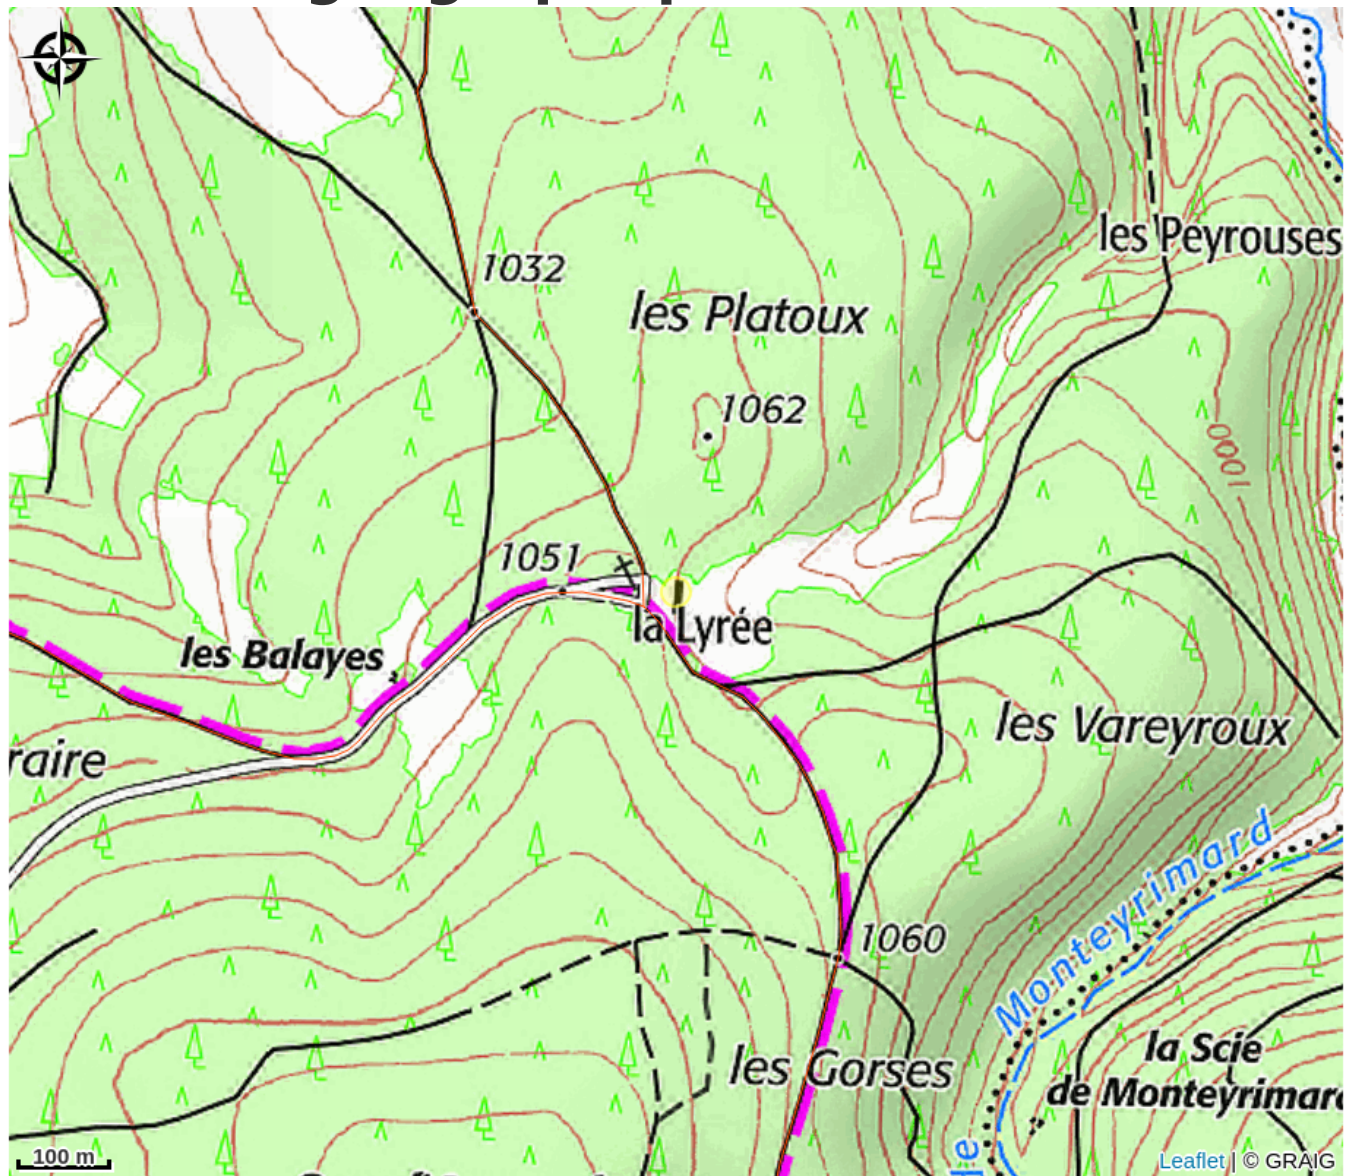 les Peyrouses
1032
les Platoux
1062
1000
1051
la Lyrée
les Balayes
les Vareyroux
raire
Monteyrimard
1060
la Scie
de Monteyrimard
les Gorses
de
100 m
Leaflet | © GRAIG